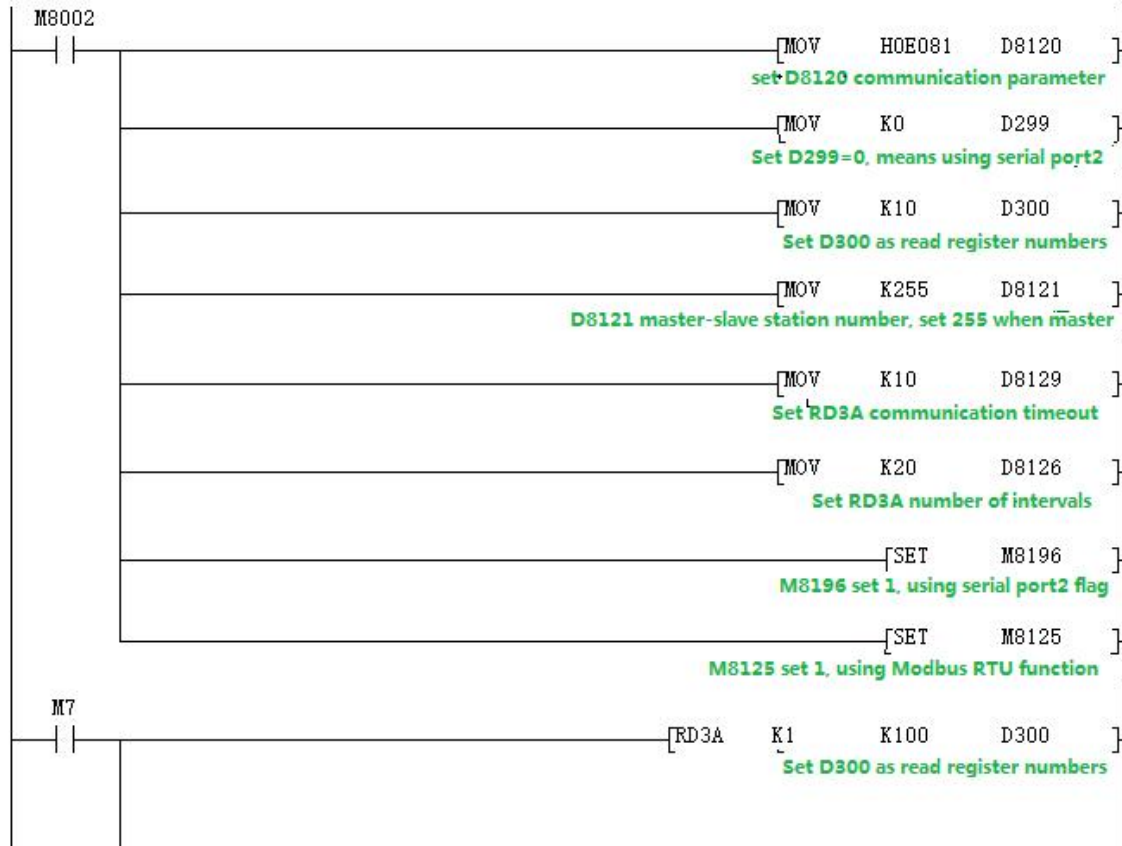 M8002
MOV H0E081 D8120
set D8120 communication parameter
MOV K0 D299
Set D299=0, means using serial port2
MOV K10 D300
Set D300 as read register numbers
MOV K255 D8121
D8121 master-slave station number, set 255 when master
MOV K10 D8129
Set RD3A communication timeout
MOV K20 D8126
Set RD3A number of intervals
SET M8196
M8196 set 1, using serial port2 flag
SET M8125
M8125 set 1, using Modbus RTU function
M7
RD3A K1 K100 D300
Set D300 as read register numbers